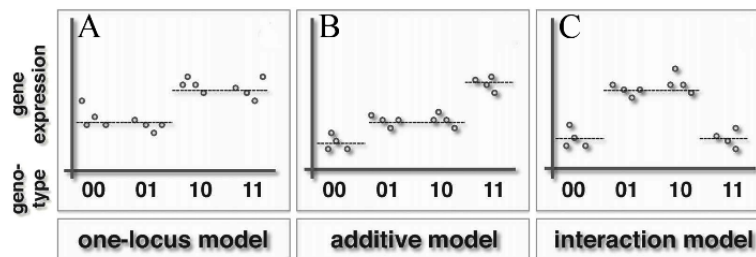 A B C
gene
expression
geno-
type
00 01 10 11 00 01 10 11 00 01 10 11
one-locus model additive model interaction model